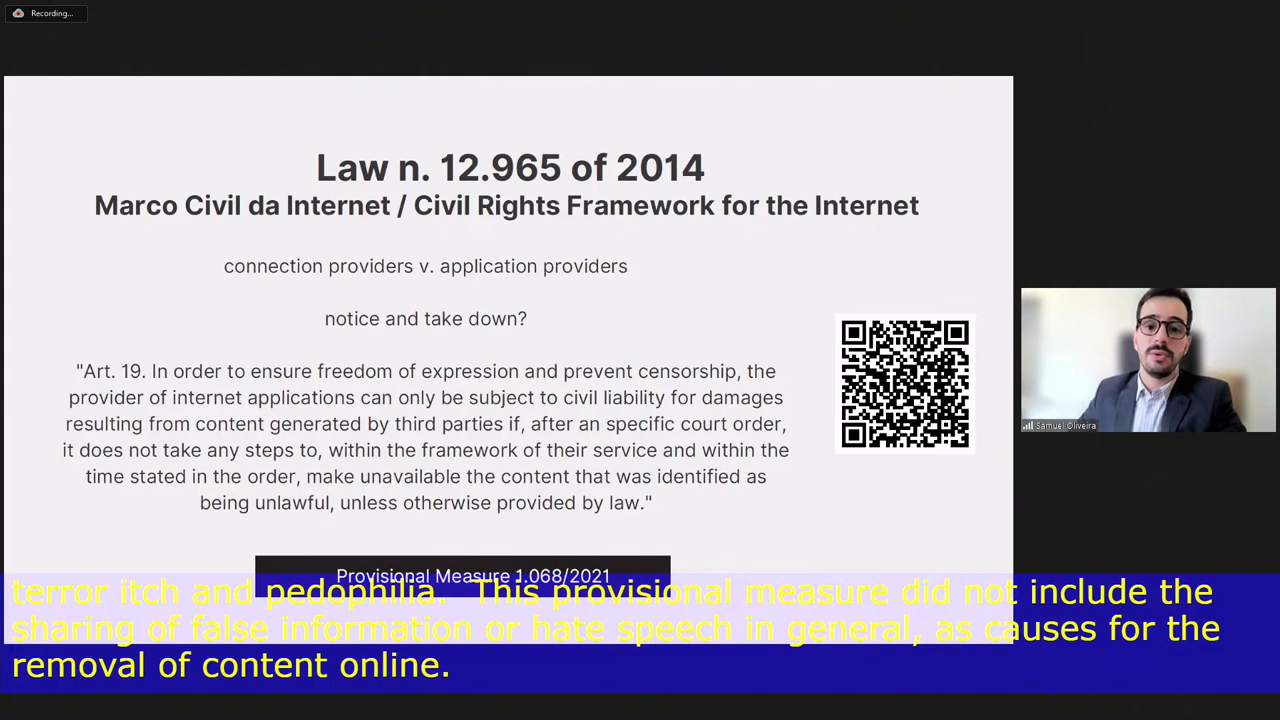 Recording...
Law n. 12.965 of 2014
Marco Civil da Internet / Civil Rights Framework for the Internet
connection providers v. application providers
notice and take down?
"Art. 19. In order to ensure freedom of expression and prevent censorship, the
provider of internet applications can only be subject to civil liability for damages
resulting from content generated by third parties if, after an specific court order,
it does not take any steps to, within the framework of their service and within the
time stated in the order, make unavailable the content that was identified as
being unlawful, unless otherwise provided by law."
Samuel Oliveira
Provisional Measure 1.068/2021
terror itch and pedophilia. This provisional measure did not include the
sharing of false information or hate speech in general, as causes for the
removal of content online.